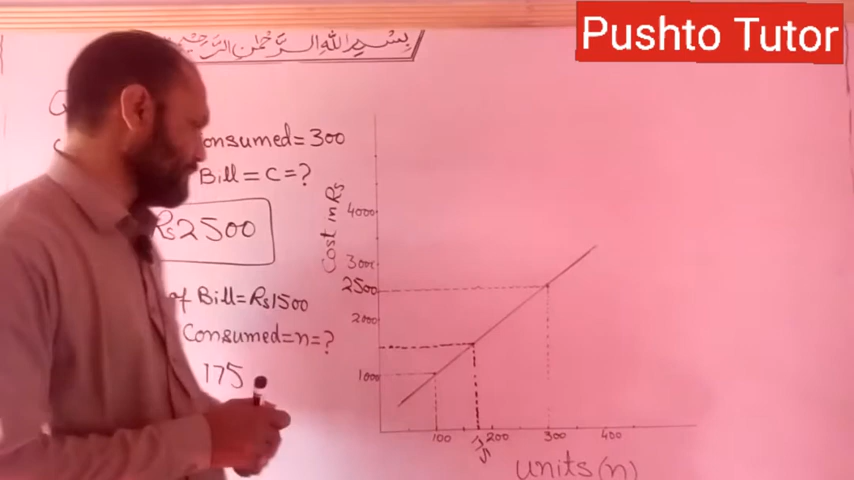 بسم الله الرحمن الرحيم
Pushto Tutor
Consumed=300
Bill=C=?
Rs2500
of Bill=Rs1500
Consumed=n=?
175
Cost in Rs
4000
3000
2500
2000
1000
100 200 300 400
units(n)